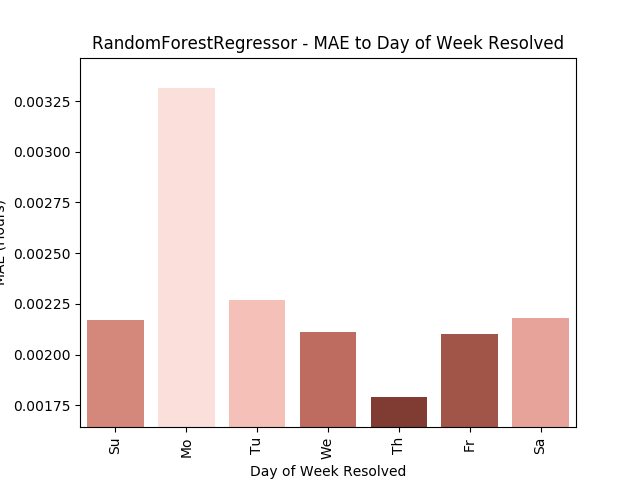 RandomForestRegressor - MAE to Day of Week Resolved
0.00325
0.00300
0.00275
0.00250
0.00225
0.00200
0.00175
MAE (Hours)
Su Mo Tu We Th Fr Sa
Day of Week Resolved